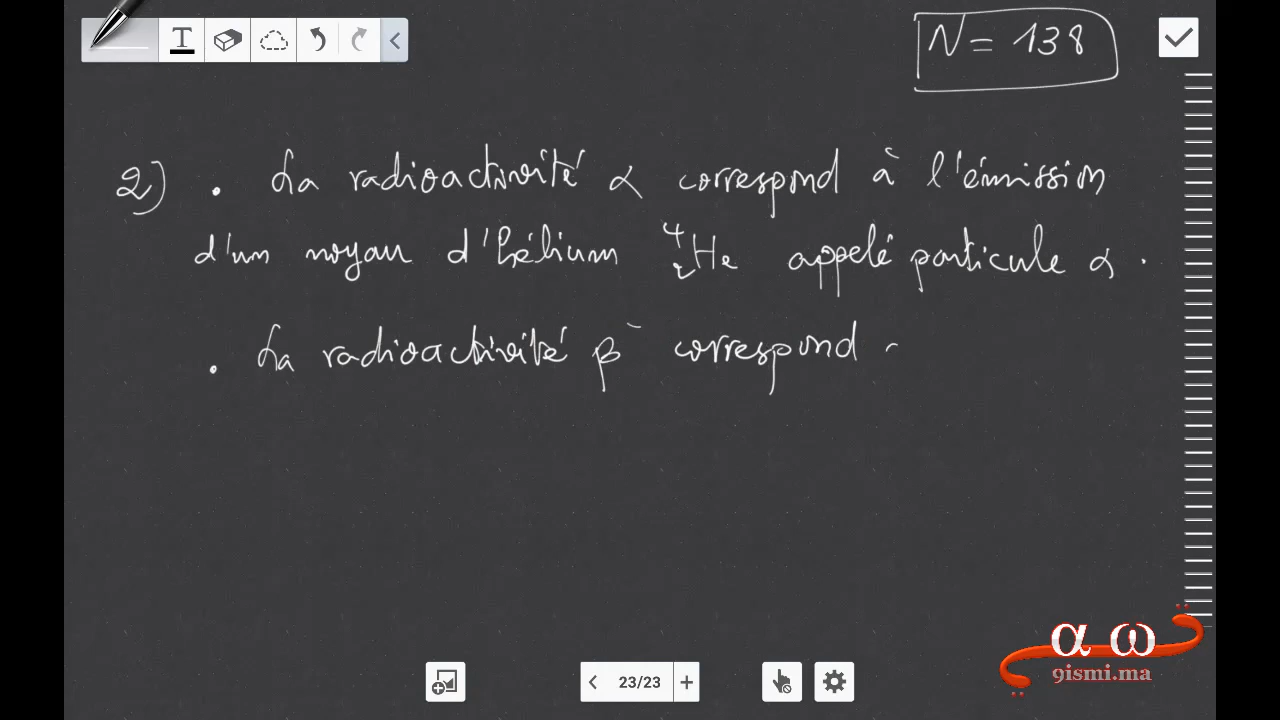 T
N = 138
2) . La radioactivité α correspond à l'émission
d'un noyau d'hélium ⁴₂He appelé particule α .
. La radioactivité β⁻ correspond
23/23
α ω
9ismi.ma